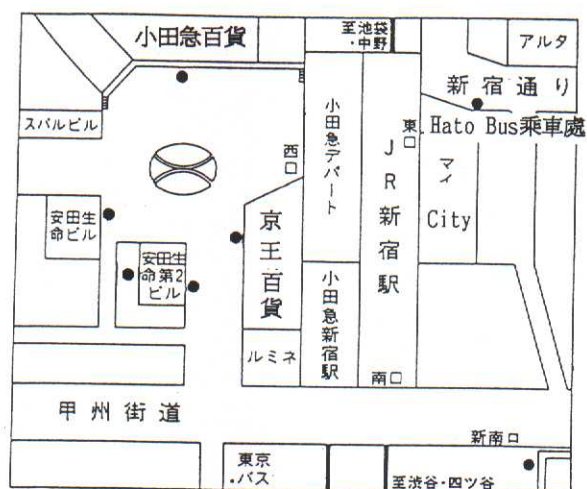 小田急百貨
至池袋
・中野
アルタ
新宿通り
スバルビル
小田急デパート
東口
Hato Bus乗車處
西口
JR新宿駅
マイ
City
安田生
命ビル
京王百貨
安田生
命第2
ビル
小田急新宿駅
ルミネ
南口
甲州街道
新南口
東京
・バス
至渋谷・四ツ谷